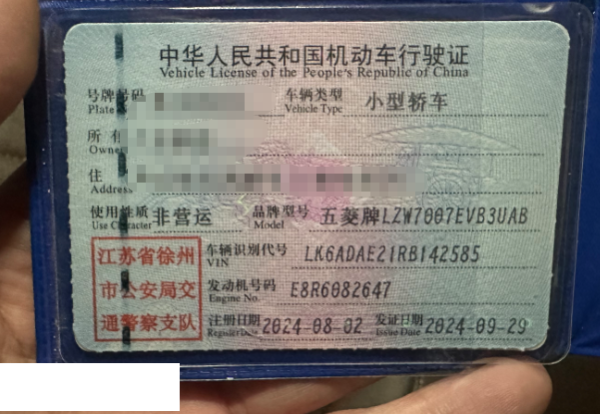 中华人民共和国机动车行驶证
Vehicle License of the People's Republic of China
号牌号码 车辆类型 小型轿车
Plate Vehicle Type
所有
Owner
住
Address
使用性质 非营运 品牌型号 五菱牌LZW7007EVB3UAB
Use Character Model
江苏省徐州 车辆识别代号 LK6ADAE21RB142585
VIN
市公安局交 发动机号码 E8R6082647
Engine No.
通警察支队 注册日期 2024-08-02 发证日期 2024-09-29
Register Date Issue Date